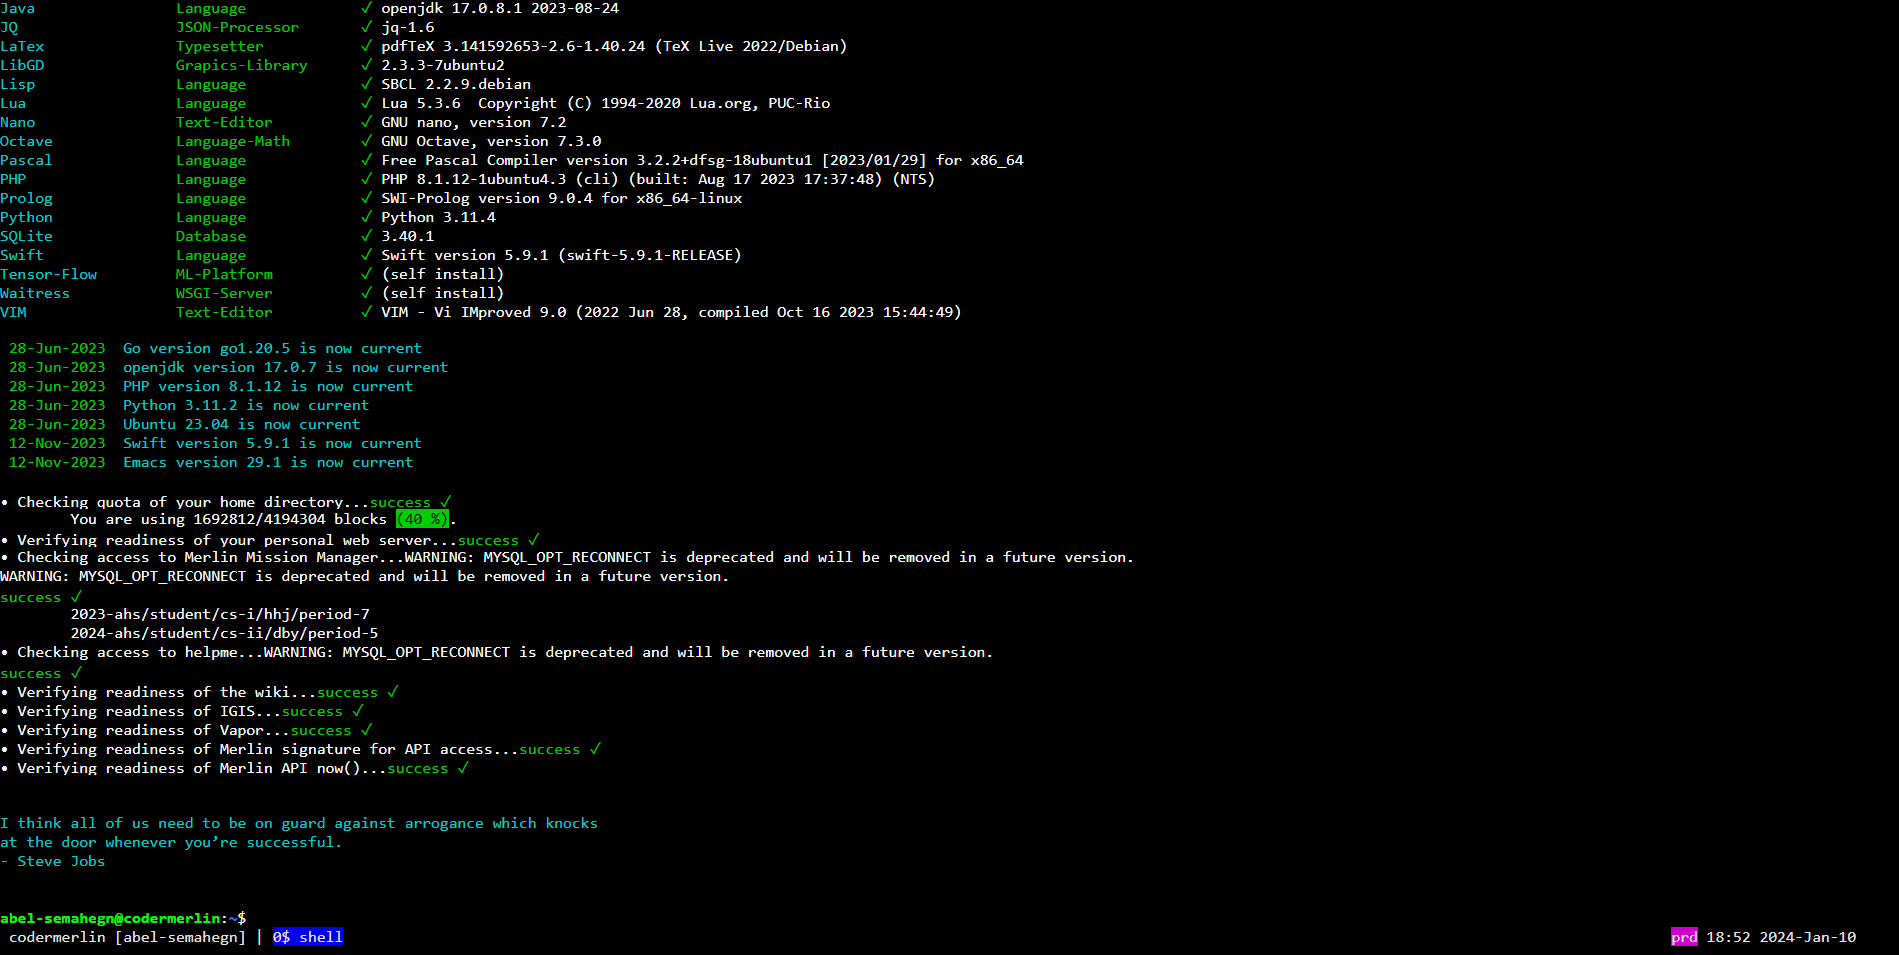 Java Language ✓ openjdk 17.0.8.1 2023-08-24
JQ JSON-Processor ✓ jq-1.6
LaTex Typesetter ✓ pdfTeX 3.141592653-2.6-1.40.24 (TeX Live 2022/Debian)
LibGD Grapics-Library ✓ 2.3.3-7ubuntu2
Lisp Language ✓ SBCL 2.2.9.debian
Lua Language ✓ Lua 5.3.6  Copyright (C) 1994-2020 Lua.org, PUC-Rio
Nano Text-Editor ✓ GNU nano, version 7.2
Octave Language-Math ✓ GNU Octave, version 7.3.0
Pascal Language ✓ Free Pascal Compiler version 3.2.2+dfsg-18ubuntu1 [2023/01/29] for x86_64
PHP Language ✓ PHP 8.1.12-1ubuntu4.3 (cli) (built: Aug 17 2023 17:37:48) (NTS)
Prolog Language ✓ SWI-Prolog version 9.0.4 for x86_64-linux
Python Language ✓ Python 3.11.4
SQLite Database ✓ 3.40.1
Swift Language ✓ Swift version 5.9.1 (swift-5.9.1-RELEASE)
Tensor-Flow ML-Platform ✓ (self install)
Waitress WSGI-Server ✓ (self install)
VIM Text-Editor ✓ VIM - Vi IMproved 9.0 (2022 Jun 28, compiled Oct 16 2023 15:44:49)
28-Jun-2023 Go version go1.20.5 is now current
28-Jun-2023 openjdk version 17.0.7 is now current
28-Jun-2023 PHP version 8.1.12 is now current
28-Jun-2023 Python 3.11.2 is now current
28-Jun-2023 Ubuntu 23.04 is now current
12-Nov-2023 Swift version 5.9.1 is now current
12-Nov-2023 Emacs version 29.1 is now current
• Checking quota of your home directory...success ✓
You are using 1692812/4194304 blocks (40 %).
• Verifying readiness of your personal web server...success ✓
• Checking access to Merlin Mission Manager...WARNING: MYSQL_OPT_RECONNECT is deprecated and will be removed in a future version.
WARNING: MYSQL_OPT_RECONNECT is deprecated and will be removed in a future version.
success ✓
2023-ahs/student/cs-i/hhj/period-7
2024-ahs/student/cs-ii/dby/period-5
• Checking access to helpme...WARNING: MYSQL_OPT_RECONNECT is deprecated and will be removed in a future version.
success ✓
• Verifying readiness of the wiki...success ✓
• Verifying readiness of IGIS...success ✓
• Verifying readiness of Vapor...success ✓
• Verifying readiness of Merlin signature for API access...success ✓
• Verifying readiness of Merlin API now()...success ✓
I think all of us need to be on guard against arrogance which knocks
at the door whenever you’re successful.
- Steve Jobs
abel-semahegn@codermerlin:~$
codermerlin [abel-semahegn] | 0$ shell prd 18:52 2024-Jan-10